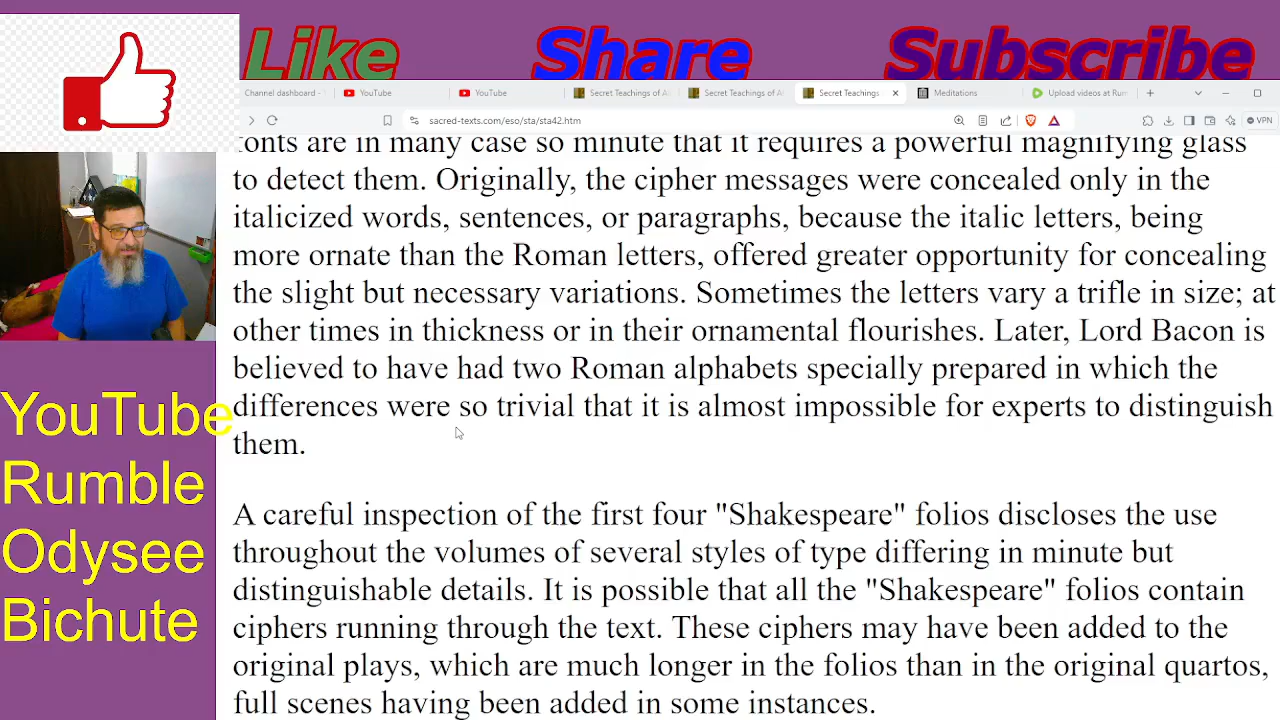 Like Share Subscribe
Channel dashboard - YouTube YouTube Secret Teachings of A Secret Teachings of A Secret Teachings Meditations Upload videos at Rum
sacred-texts.com/eso/sta/sta42.htm VPN
fonts are in many case so minute that it requires a powerful magnifying glass
to detect them. Originally, the cipher messages were concealed only in the
italicized words, sentences, or paragraphs, because the italic letters, being
more ornate than the Roman letters, offered greater opportunity for concealing
the slight but necessary variations. Sometimes the letters vary a trifle in size; at
other times in thickness or in their ornamental flourishes. Later, Lord Bacon is
believed to have had two Roman alphabets specially prepared in which the
differences were so trivial that it is almost impossible for experts to distinguish
them.
A careful inspection of the first four "Shakespeare" folios discloses the use
throughout the volumes of several styles of type differing in minute but
distinguishable details. It is possible that all the "Shakespeare" folios contain
ciphers running through the text. These ciphers may have been added to the
original plays, which are much longer in the folios than in the original quartos,
full scenes having been added in some instances.
YouTube
Rumble
Odysee
Bichute